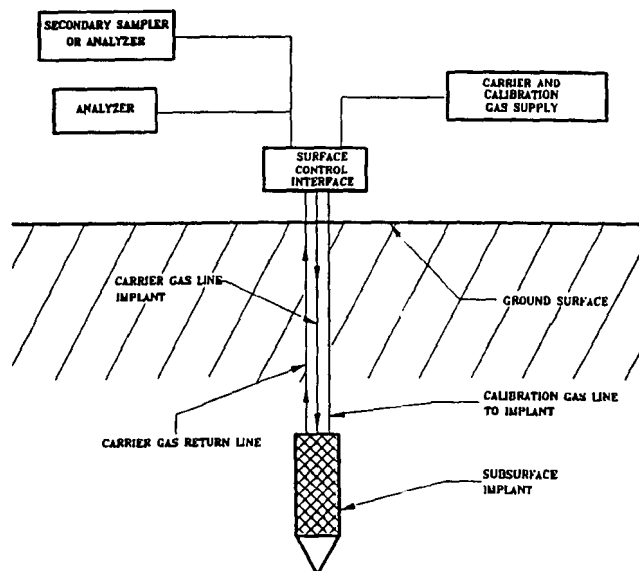 SECONDARY SAMPLER
OR ANALYZER
ANALYZER
CARRIER AND
CALIBRATION
GAS SUPPLY
SURFACE
CONTROL
INTERFACE
CARRIER GAS LINE
IMPLANT
GROUND SURFACE
CALIBRATION GAS LINE
TO IMPLANT
CARRIER GAS RETURN LINE
SUBSURFACE
IMPLANT